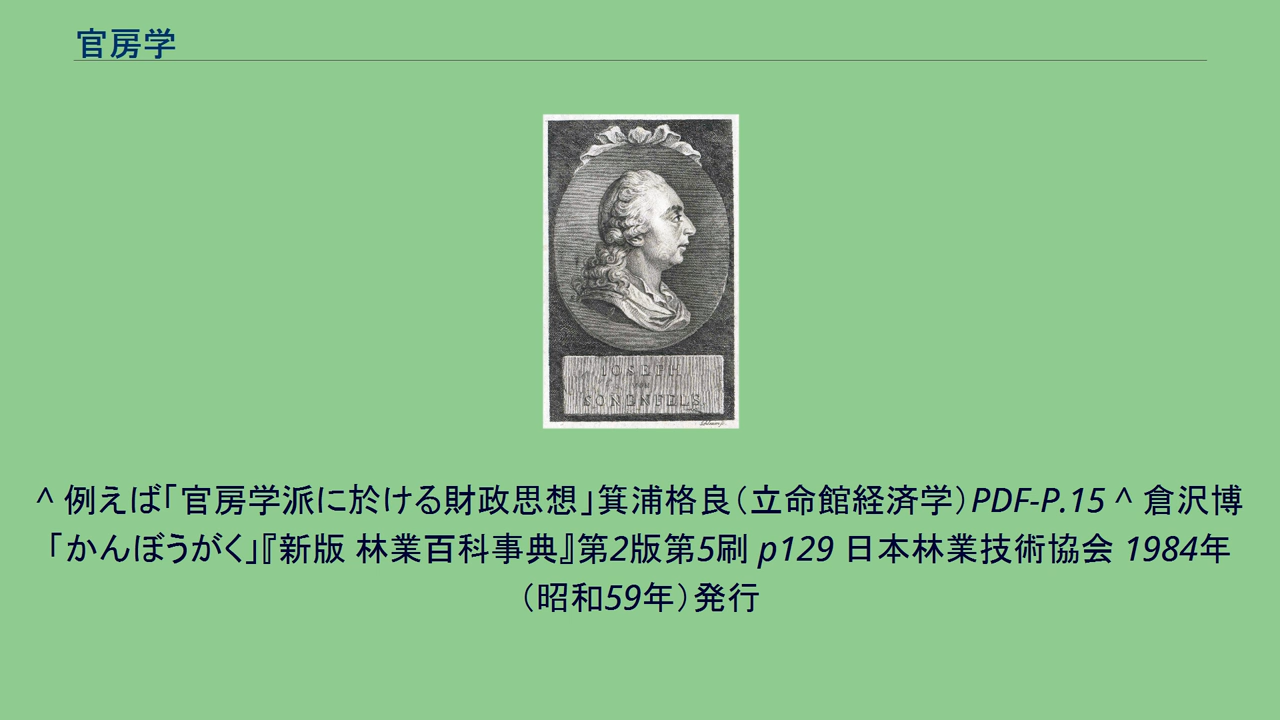 官房学
IOSEPH
VON
SONENFELS
^ 例えば「官房学派に於ける財政思想」箕浦格良（立命館経済学）PDF-P.15 ^ 倉沢博
「かんぼうがく」『新版 林業百科事典』第2版第5刷 p129 日本林業技術協会 1984年
（昭和59年）発行